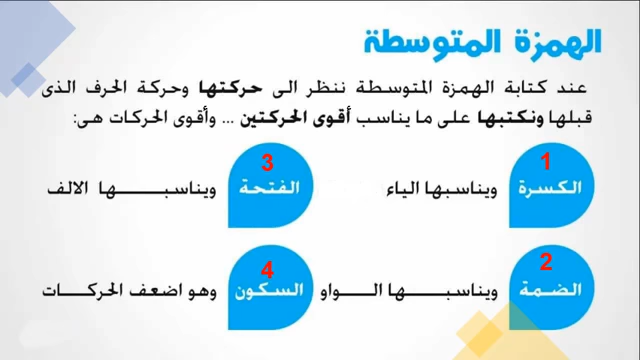 الهمزة المتوسطة
عند كتابة الهمزة المتوسطة ننظر الى حركتها وحركة الحرف الذى
قبلها ونكتبها على ما يناسب أقوى الحركتين ... وأقوى الحركات هى:
1
الكسرة ويناسبها الياء
3
الفتحة ويناسبها الالف
2
الضمة ويناسبها الواو
4
السكون وهو اضعف الحركات